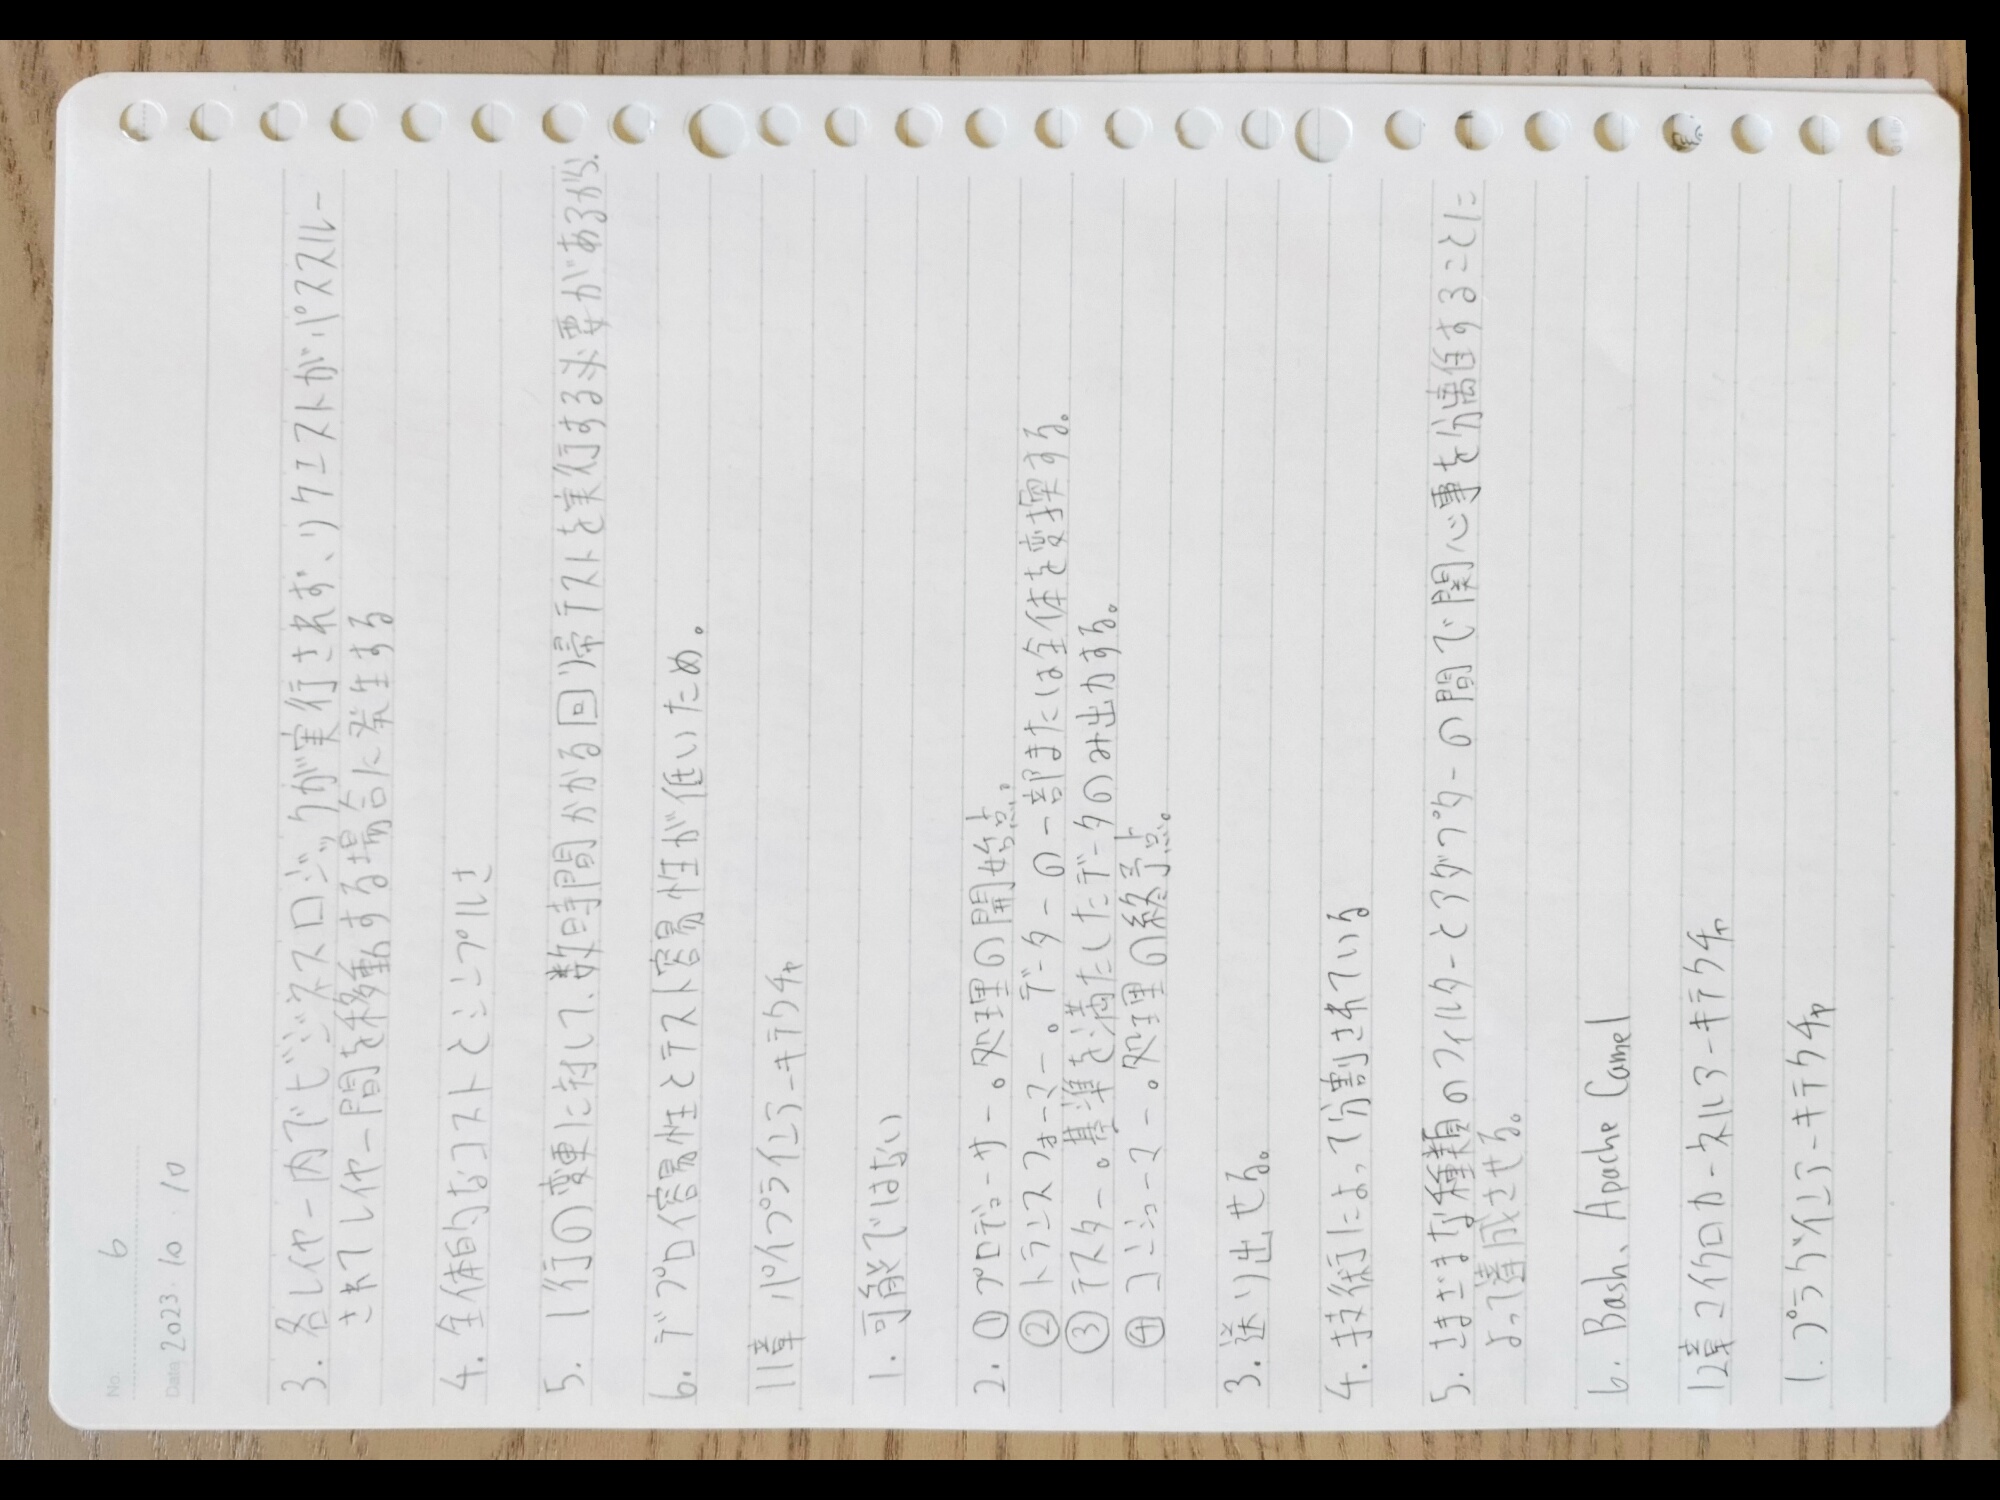 No. 6
Date 2023・10・10
3. 各レイヤー内でビジネスロジックが実行されず、リクエストがパススルー
されてレイヤー間を移動する場合に発生する
4. 全体的なコストとシンプルさ
5. 1行の変更に対して、数時間かかる回帰テストを実行する必要があるから.
6. デプロイ容易性とテスト容易性が低いため。
11章 パイプラインアーキテクチャ
1. 可能ではない
2. ①プロデューサー。処理の開始点。
②トランスフォーマー。データーの一部または全体を変換する。
③テスター。基準を満たしたデータのみ出力する。
④コンシューマー。処理の終了点。
3. 送り出せる。
4. 技術によって分割されている
5. さまざまな種類のフィルターとアダプターの間で関心事を分離することに
よって達成させる。
6. Bash、Apache Camel
12章 マイクロカーネルアーキテクチャ
1. プラグインアーキテクチャ